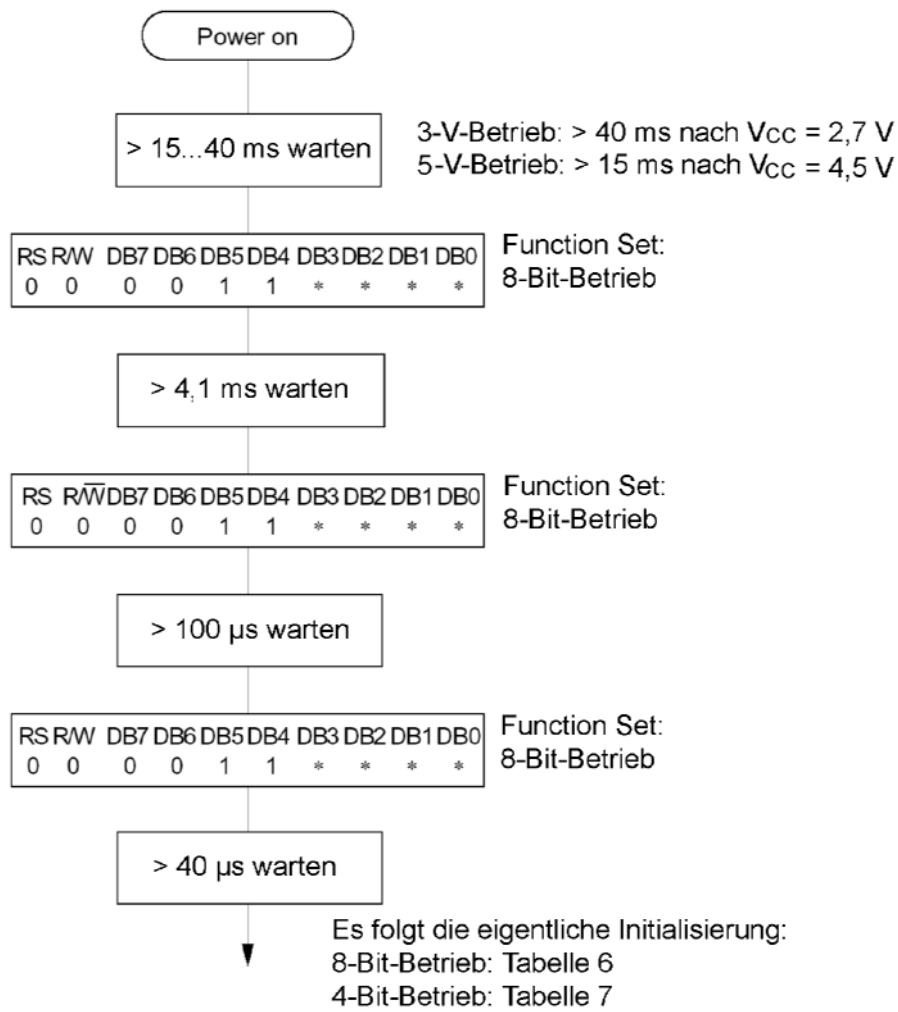 Power on
> 15...40 ms warten
3-V-Betrieb: > 40 ms nach VCC = 2,7 V
5-V-Betrieb: > 15 ms nach VCC = 4,5 V
RS R/W DB7 DB6 DB5 DB4 DB3 DB2 DB1 DB0
0 0 0 0 1 1 * * * *
Function Set:
8-Bit-Betrieb
> 4,1 ms warten
RS R/W̅ DB7 DB6 DB5 DB4 DB3 DB2 DB1 DB0
0 0 0 0 1 1 * * * *
Function Set:
8-Bit-Betrieb
> 100 µs warten
RS R/W DB7 DB6 DB5 DB4 DB3 DB2 DB1 DB0
0 0 0 0 1 1 * * * *
Function Set:
8-Bit-Betrieb
> 40 µs warten
Es folgt die eigentliche Initialisierung:
8-Bit-Betrieb: Tabelle 6
4-Bit-Betrieb: Tabelle 7